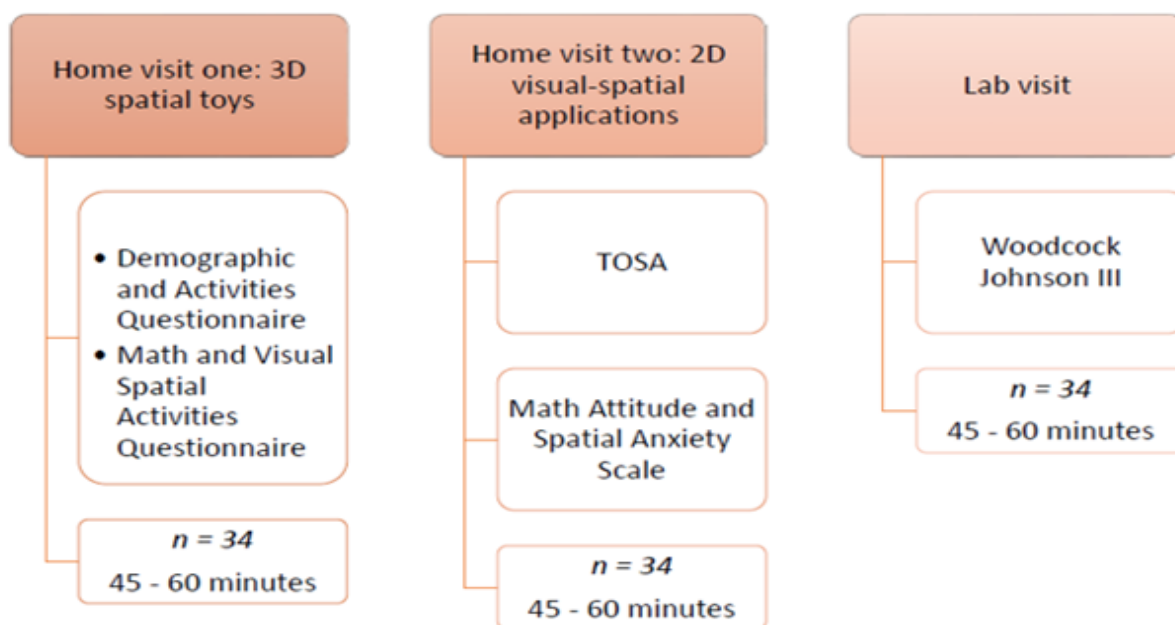 Home visit one: 3D
spatial toys
• Demographic
and Activities
Questionnaire
• Math and Visual
Spatial
Activities
Questionnaire
n = 34
45 - 60 minutes
Home visit two: 2D
visual-spatial
applications
TOSA
Math Attitude and
Spatial Anxiety
Scale
n = 34
45 - 60 minutes
Lab visit
Woodcock
Johnson III
n = 34
45 - 60 minutes